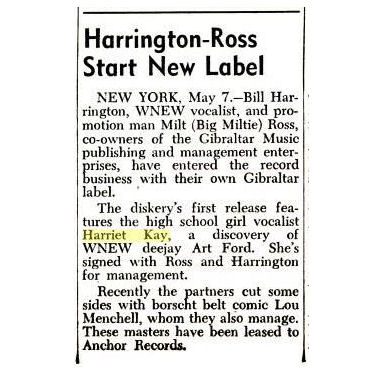 Harrington-Ross
Start New Label
NEW YORK, May 7.—Bill Har-
rington, WNEW vocalist, and pro-
motion man Milt (Big Miltie) Ross,
co-owners of the Gibraltar Music
publishing and management enter-
prises, have entered the record
business with their own Gibraltar
label.
The diskery's first release fea-
tures the high school girl vocalist
Harriet Kay, a discovery of
WNEW deejay Art Ford. She's
signed with Ross and Harrington
for management.
Recently the partners cut some
sides with borscht belt comic Lou
Menchell, whom they also manage.
These masters have been leased to
Anchor Records.